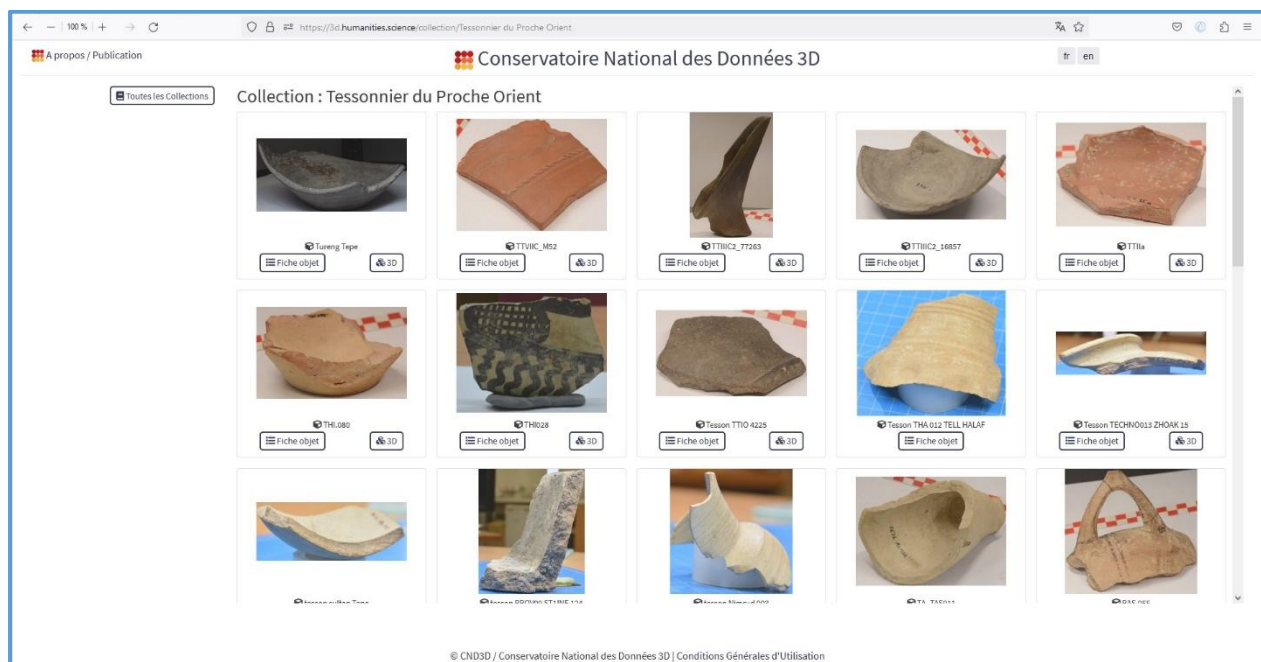 100 %
https://3d.humanities.science/collection/Tessonnier du Proche Orient
A propos / Publication
Conservatoire National des Données 3D
fr en
Toutes les Collections
Collection : Tessonnier du Proche Orient
Tureng Tepe
TTVIIC_M52
TTIIIC2_77263
TTIIIC2_16857
TTIIa
Fiche objet 3D
Fiche objet 3D
Fiche objet 3D
Fiche objet 3D
Fiche objet 3D
THI.080
THI028
Tesson TTIO 4225
Tesson THA 012 TELL HALAF
Tesson TECHNO013 ZHOAK 15
Fiche objet 3D
Fiche objet 3D
Fiche objet 3D
Fiche objet
Fiche objet 3D
© CND3D / Conservatoire National des Données 3D | Conditions Générales d'Utilisation